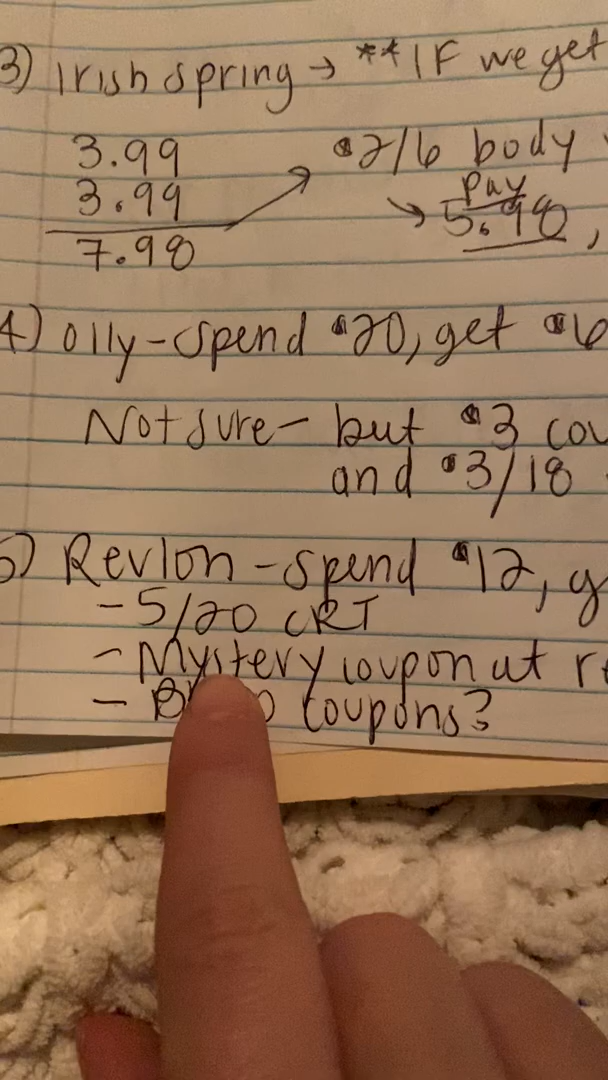 3) Irish spring → **IF we get
3.99
3.99
7.98
$2/6 body
Pay
→ 5.98,
4) Olly-spend $20, get $6
Not sure- but $3 cou
and $3/18
5) Revlon-spend $12, g
-5/20 CRT
- Mystery coupon at r
- coupons?